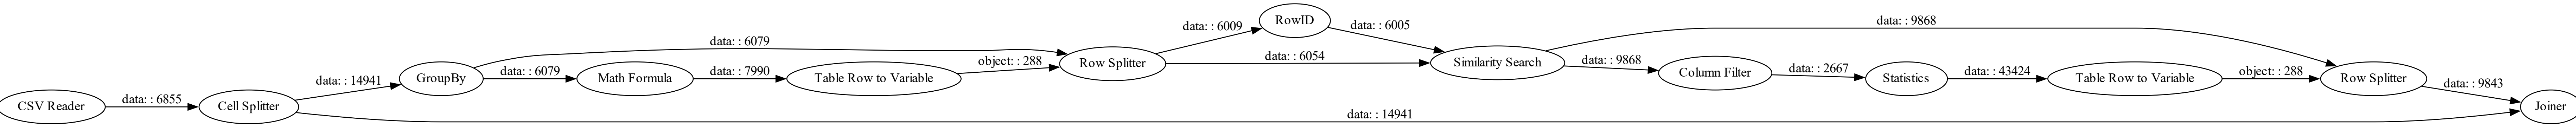 CSV Reader
data: : 6855
Cell Splitter
data: : 14941
GroupBy
data: : 6079
data: : 6079
Math Formula
data: : 7990
Table Row to Variable
object: : 288
Row Splitter
data: : 6009
RowID
data: : 6005
data: : 6054
Similarity Search
data: : 9868
data: : 9868
Column Filter
data: : 2667
Statistics
data: : 43424
Table Row to Variable
object: : 288
Row Splitter
data: : 9843
data: : 14941
Joiner